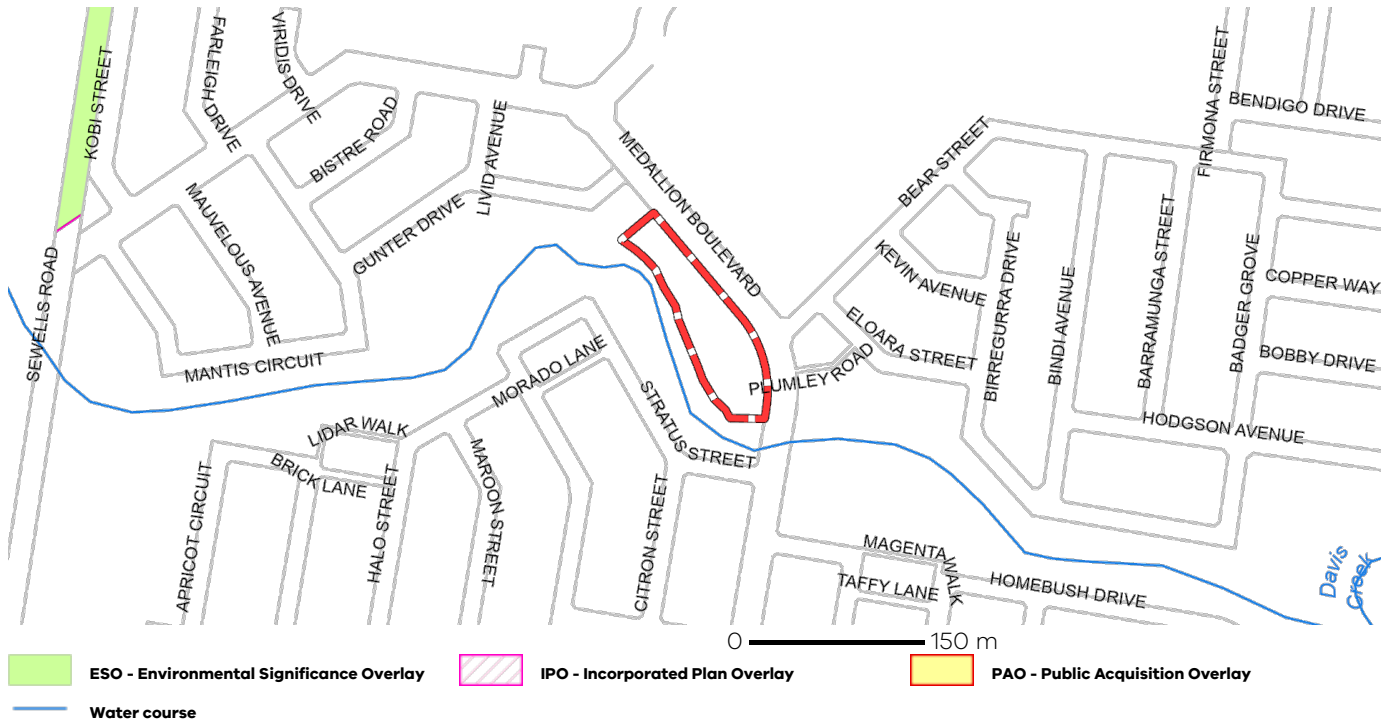 FARLEIGH DRIVE
VIRIDIS DRIVE
KOBI STREET
BISTRE ROAD
LIVID AVENUE
MEDALLION BOULEVARD
BEAR STREET
FIRMONA STREET
BENDIGO DRIVE
MAUVELOUS AVENUE
GUNTER DRIVE
KEVIN AVENUE
BIRREGURRA DRIVE
BINDI AVENUE
BARRAMUNGA STREET
BADGER GROVE
COPPER WAY
SEWELLS ROAD
MANTIS CIRCUIT
MORADO LANE
ELOARA STREET
PLUMLEY ROAD
BOBBY DRIVE
LIDAR WALK
STRATUS STREET
HODGSON AVENUE
BRICK LANE
APRICOT CIRCUIT
HALO STREET
MAROON STREET
CITRON STREET
MAGENTA WALK
TAFFY LANE
HOMEBUSH DRIVE
Davis
Creek
0 150 m
ESO - Environmental Significance Overlay
IPO - Incorporated Plan Overlay
PAO - Public Acquisition Overlay
Water course